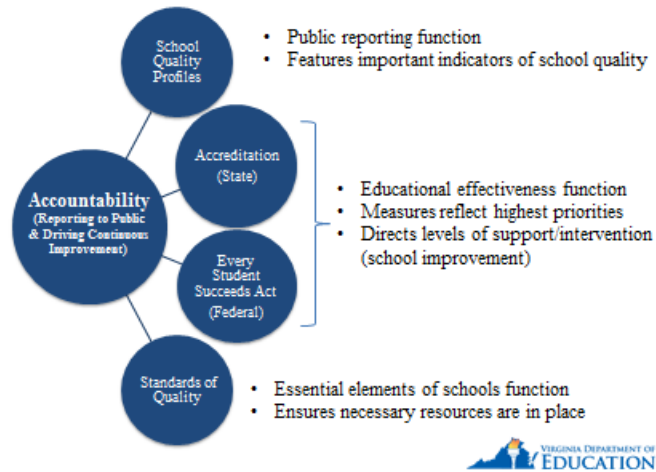 School
Quality
Profiles
• Public reporting function
• Features important indicators of school quality
Accreditation
(State)
Accountability
(Reporting to Public
& Driving Continuous
Improvement)
• Educational effectiveness function
• Measures reflect highest priorities
• Directs levels of support/intervention
(school improvement)
Every
Student
Succeeds Act
(Federal)
Standards of
Quality
• Essential elements of schools function
• Ensures necessary resources are in place
VIRGINIA DEPARTMENT OF
EDUCATION